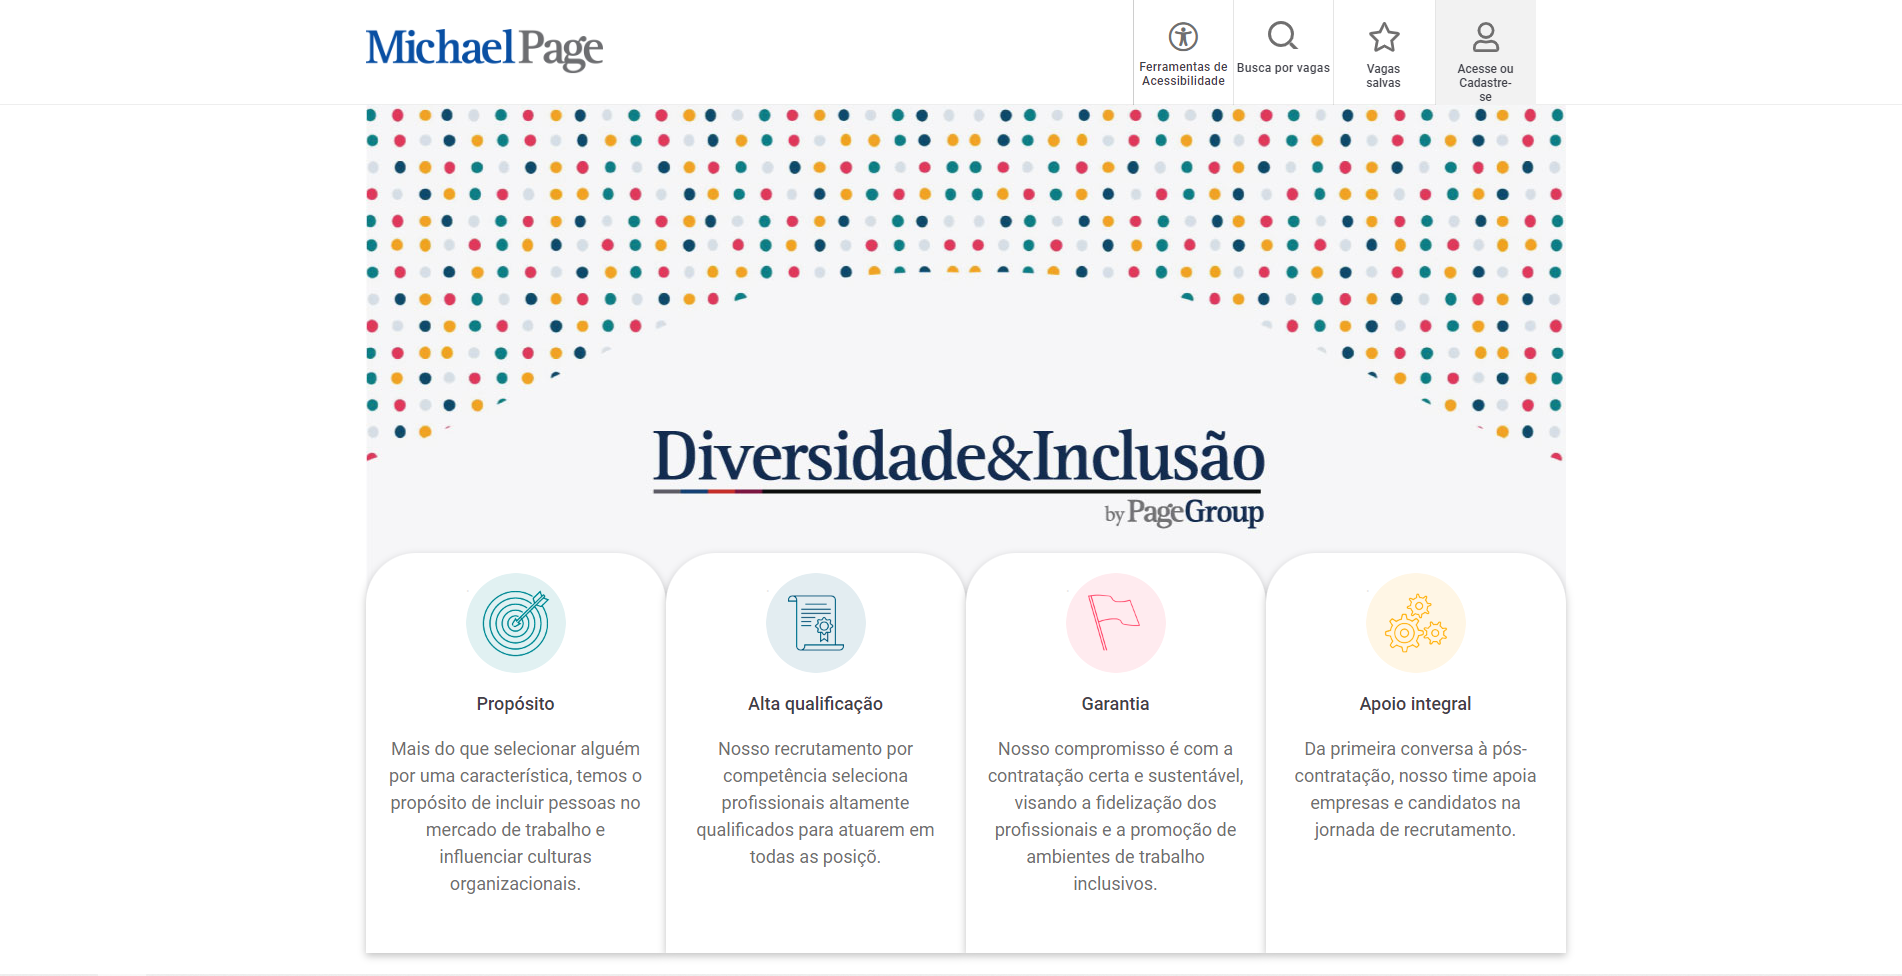 MichaelPage
Ferramentas de
Acessibilidade
Busca por vagas
Vagas
salvas
Acesse ou
Cadastre-
se
Diversidade&Inclusão
by PageGroup
Propósito
Mais do que selecionar alguém
por uma característica, temos o
propósito de incluir pessoas no
mercado de trabalho e
influenciar culturas
organizacionais.
Alta qualificação
Nosso recrutamento por
competência seleciona
profissionais altamente
qualificados para atuarem em
todas as posiçõ.
Garantia
Nosso compromisso é com a
contratação certa e sustentável,
visando a fidelização dos
profissionais e a promoção de
ambientes de trabalho
inclusivos.
Apoio integral
Da primeira conversa à pós-
contratação, nosso time apoia
empresas e candidatos na
jornada de recrutamento.